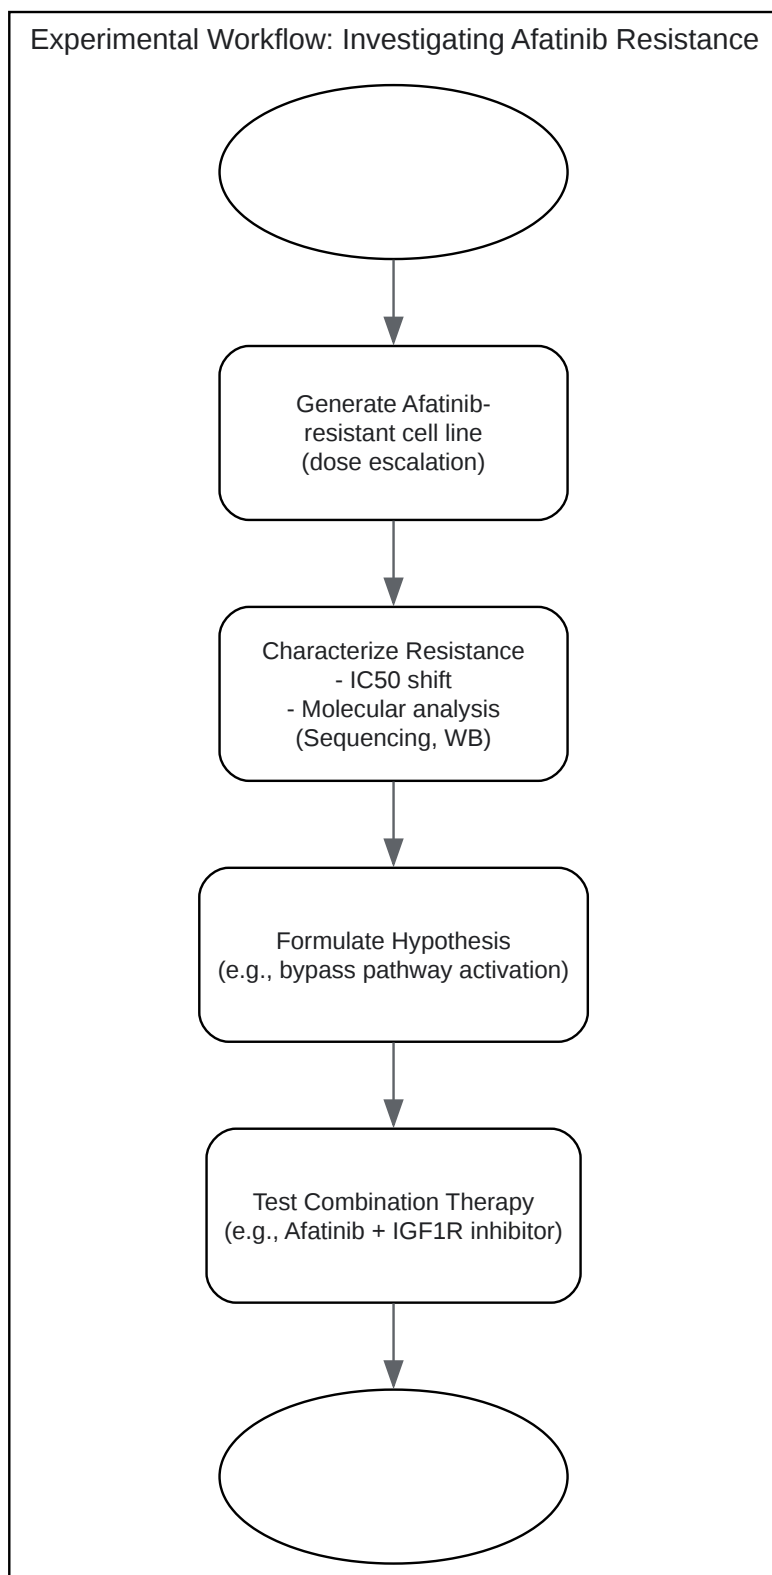 Experimental Workflow: Investigating Afatinib Resistance
Generate Afatinib-
resistant cell line
(dose escalation)
Characterize Resistance
- IC50 shift
- Molecular analysis
(Sequencing, WB)
Formulate Hypothesis
(e.g., bypass pathway activation)
Test Combination Therapy
(e.g., Afatinib + IGF1R inhibitor)